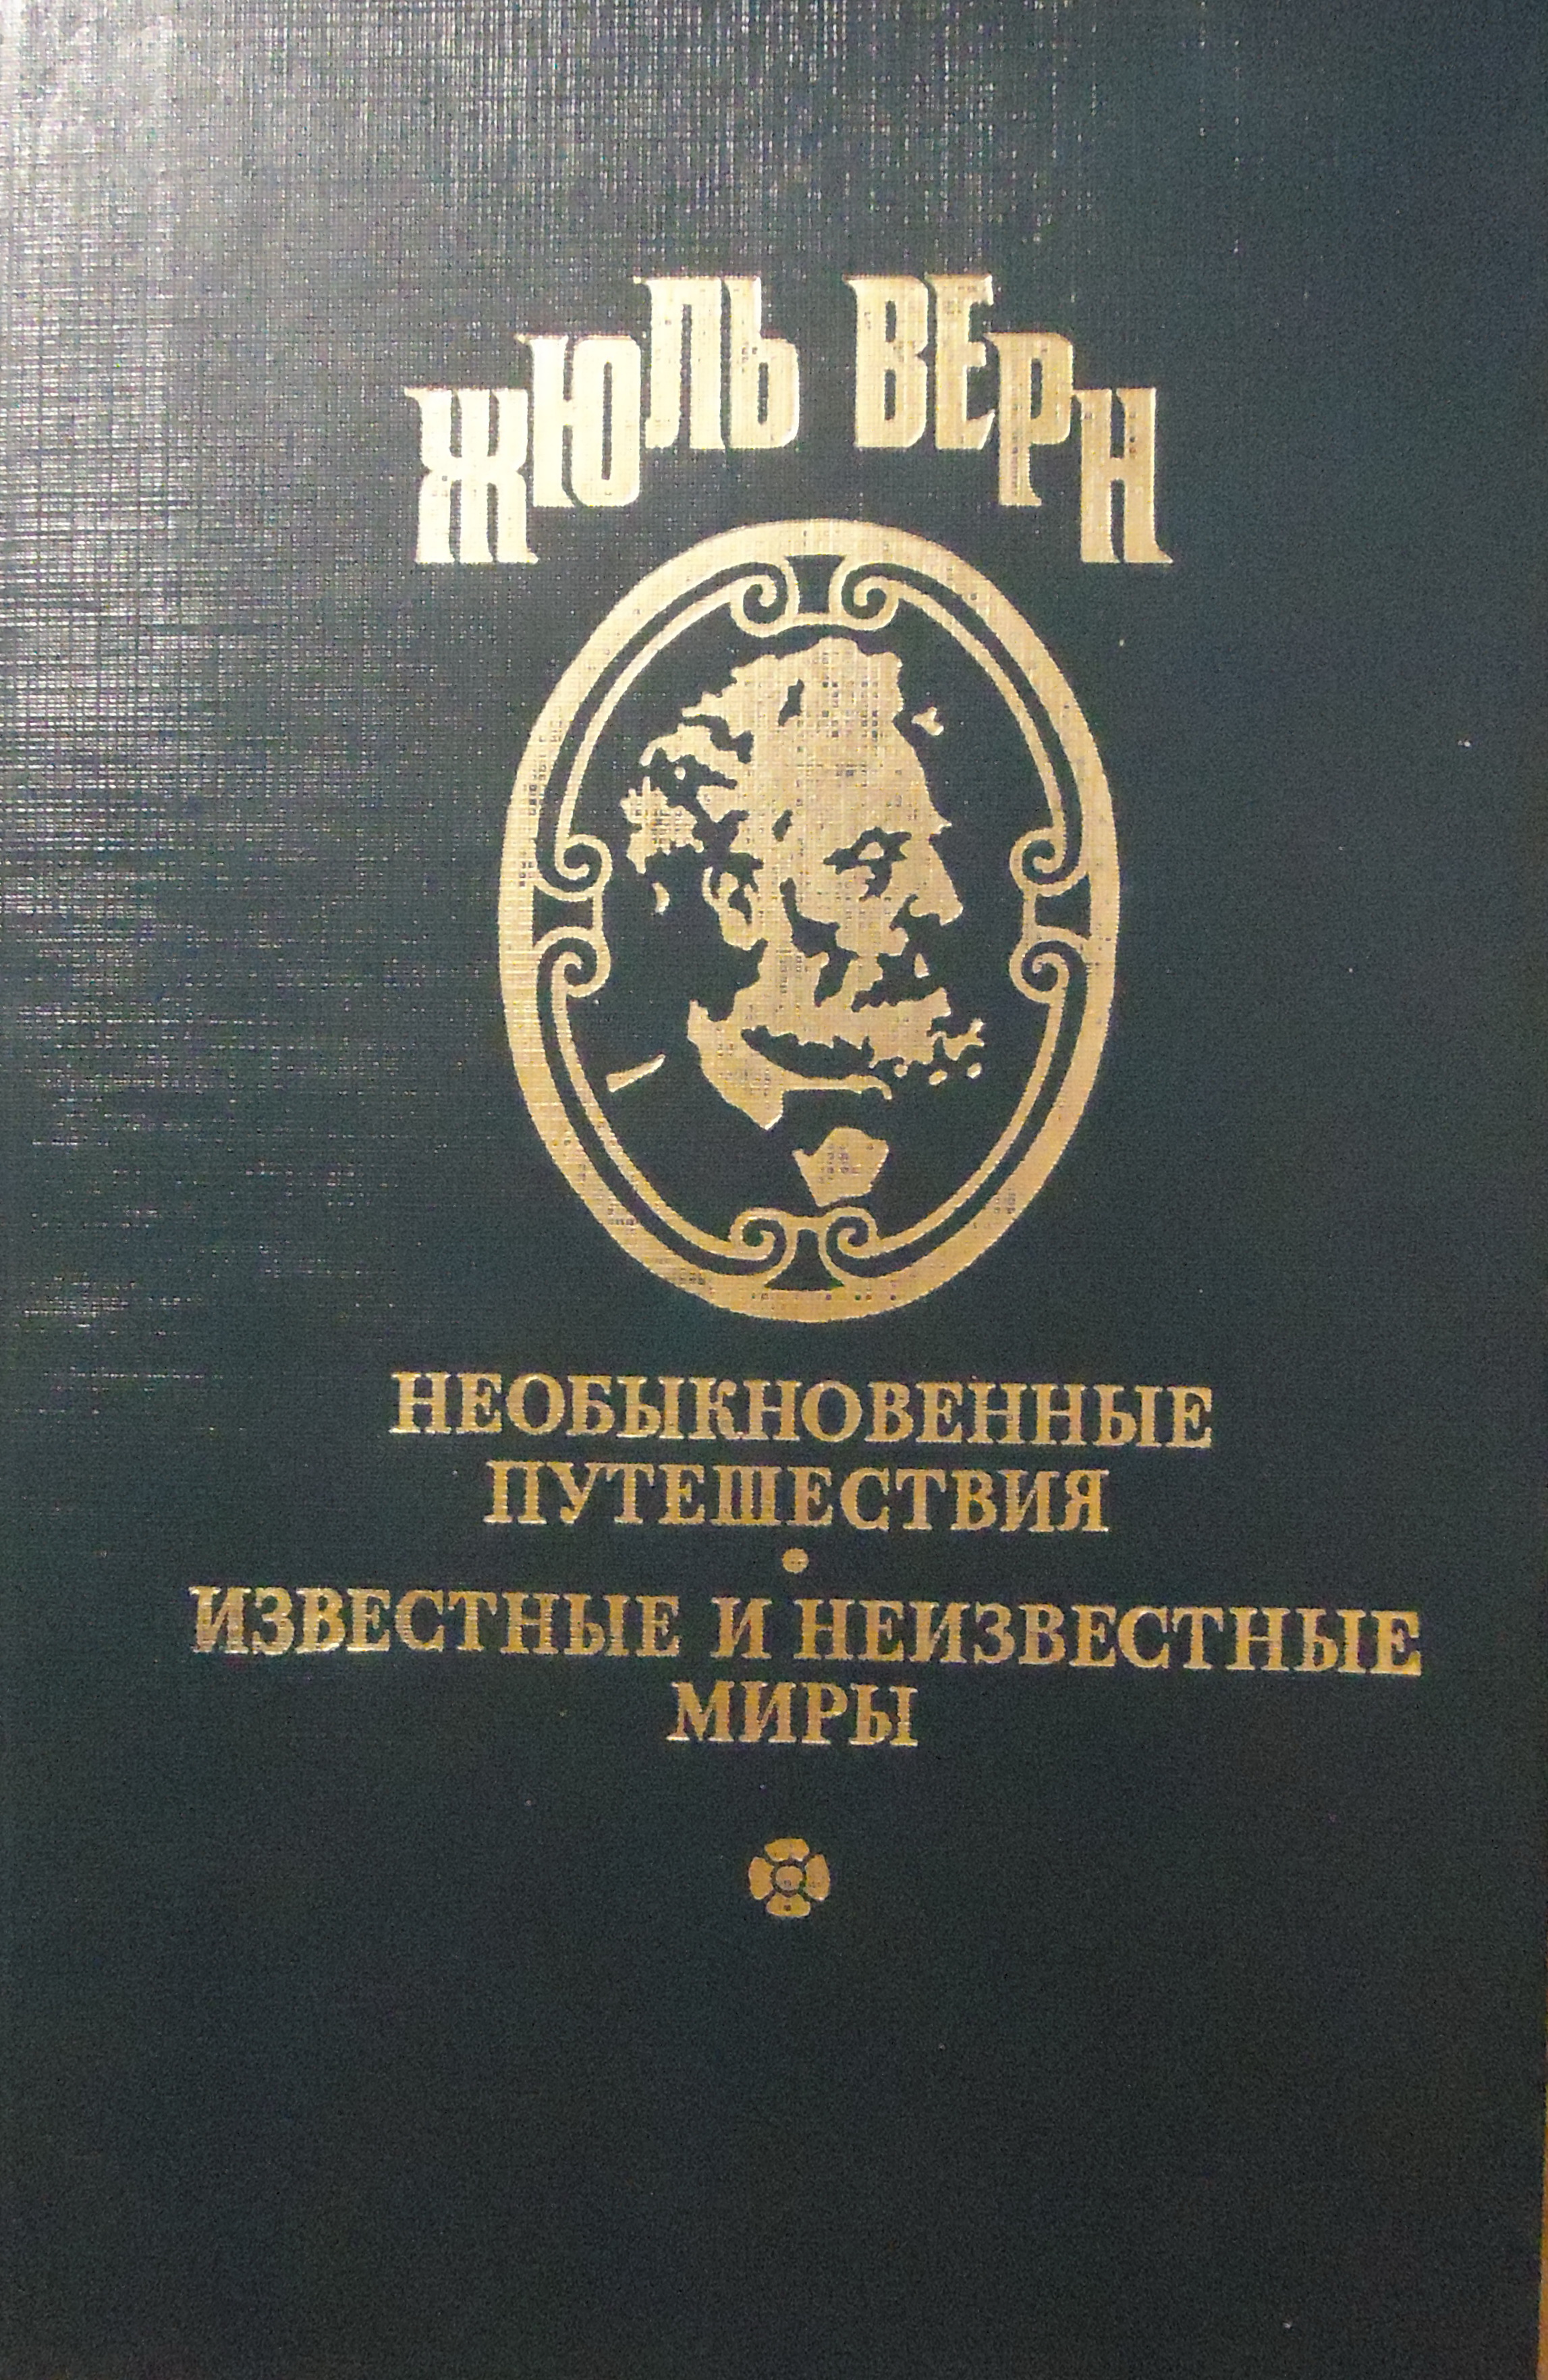 ЖЮЛЬ ВЕРН
НЕОБЫКНОВЕННЫЕ
ПУТЕШЕСТВИЯ
•
ИЗВЕСТНЫЕ И НЕИЗВЕСТНЫЕ
МИРЫ